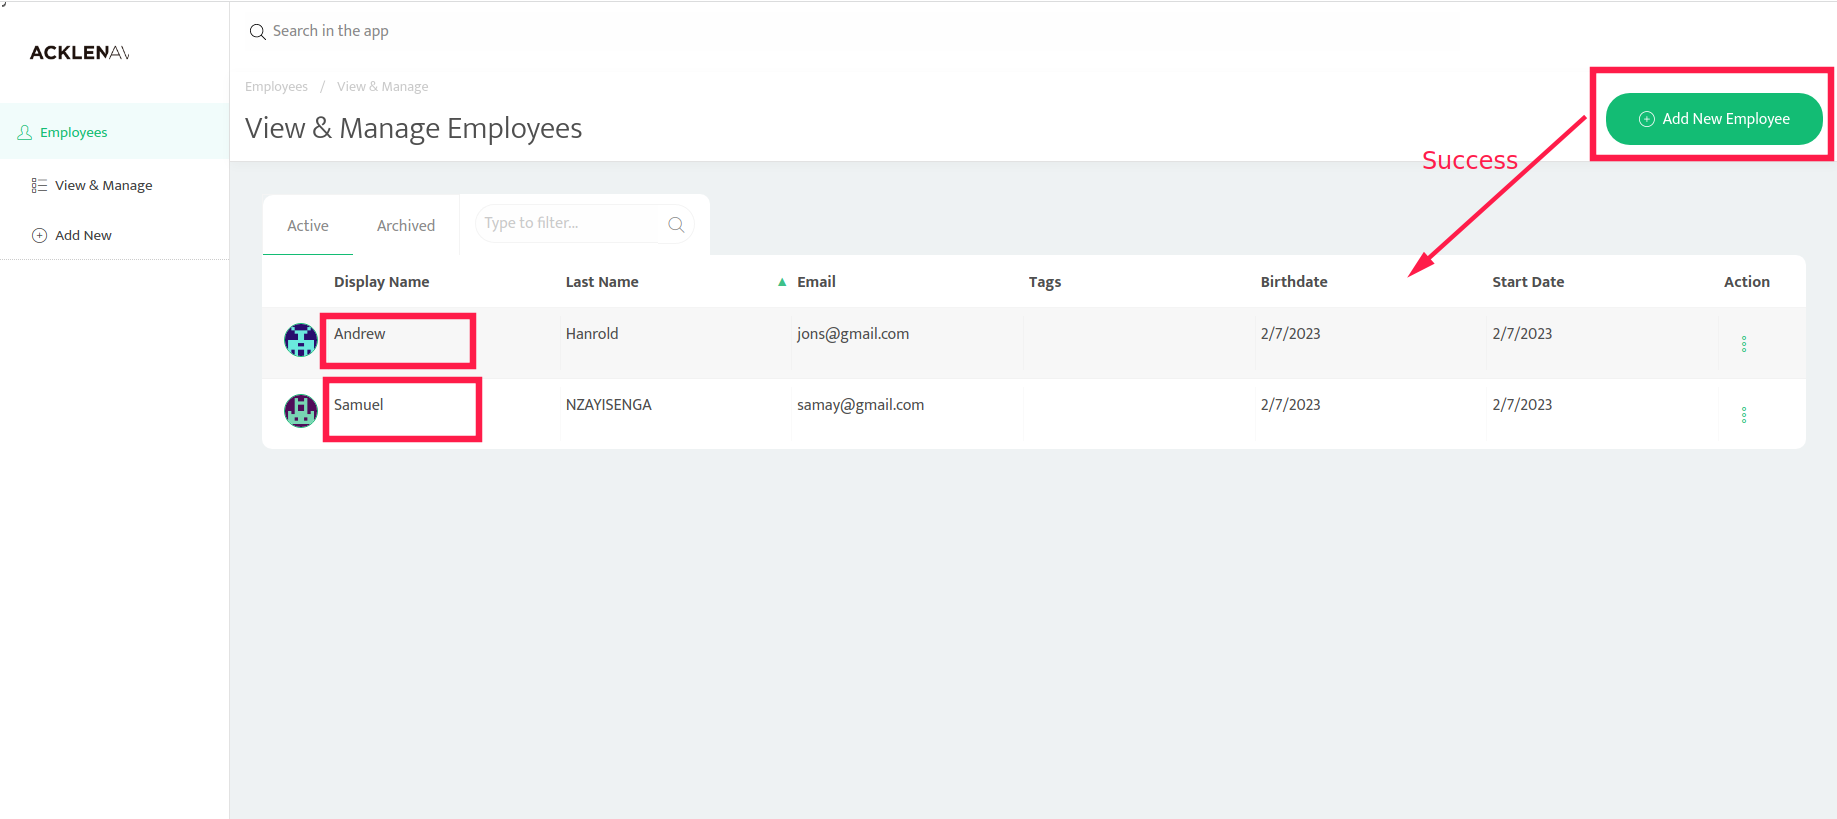 Search in the app
ACKLENAV
Employees / View & Manage
View & Manage Employees
Add New Employee
Employees
View & Manage
Add New
Success
Active Archived Type to filter...
Display Name Last Name Email Tags Birthdate Start Date Action
Andrew Hanrold jons@gmail.com 2/7/2023 2/7/2023
Samuel NZAYISENGA samay@gmail.com 2/7/2023 2/7/2023